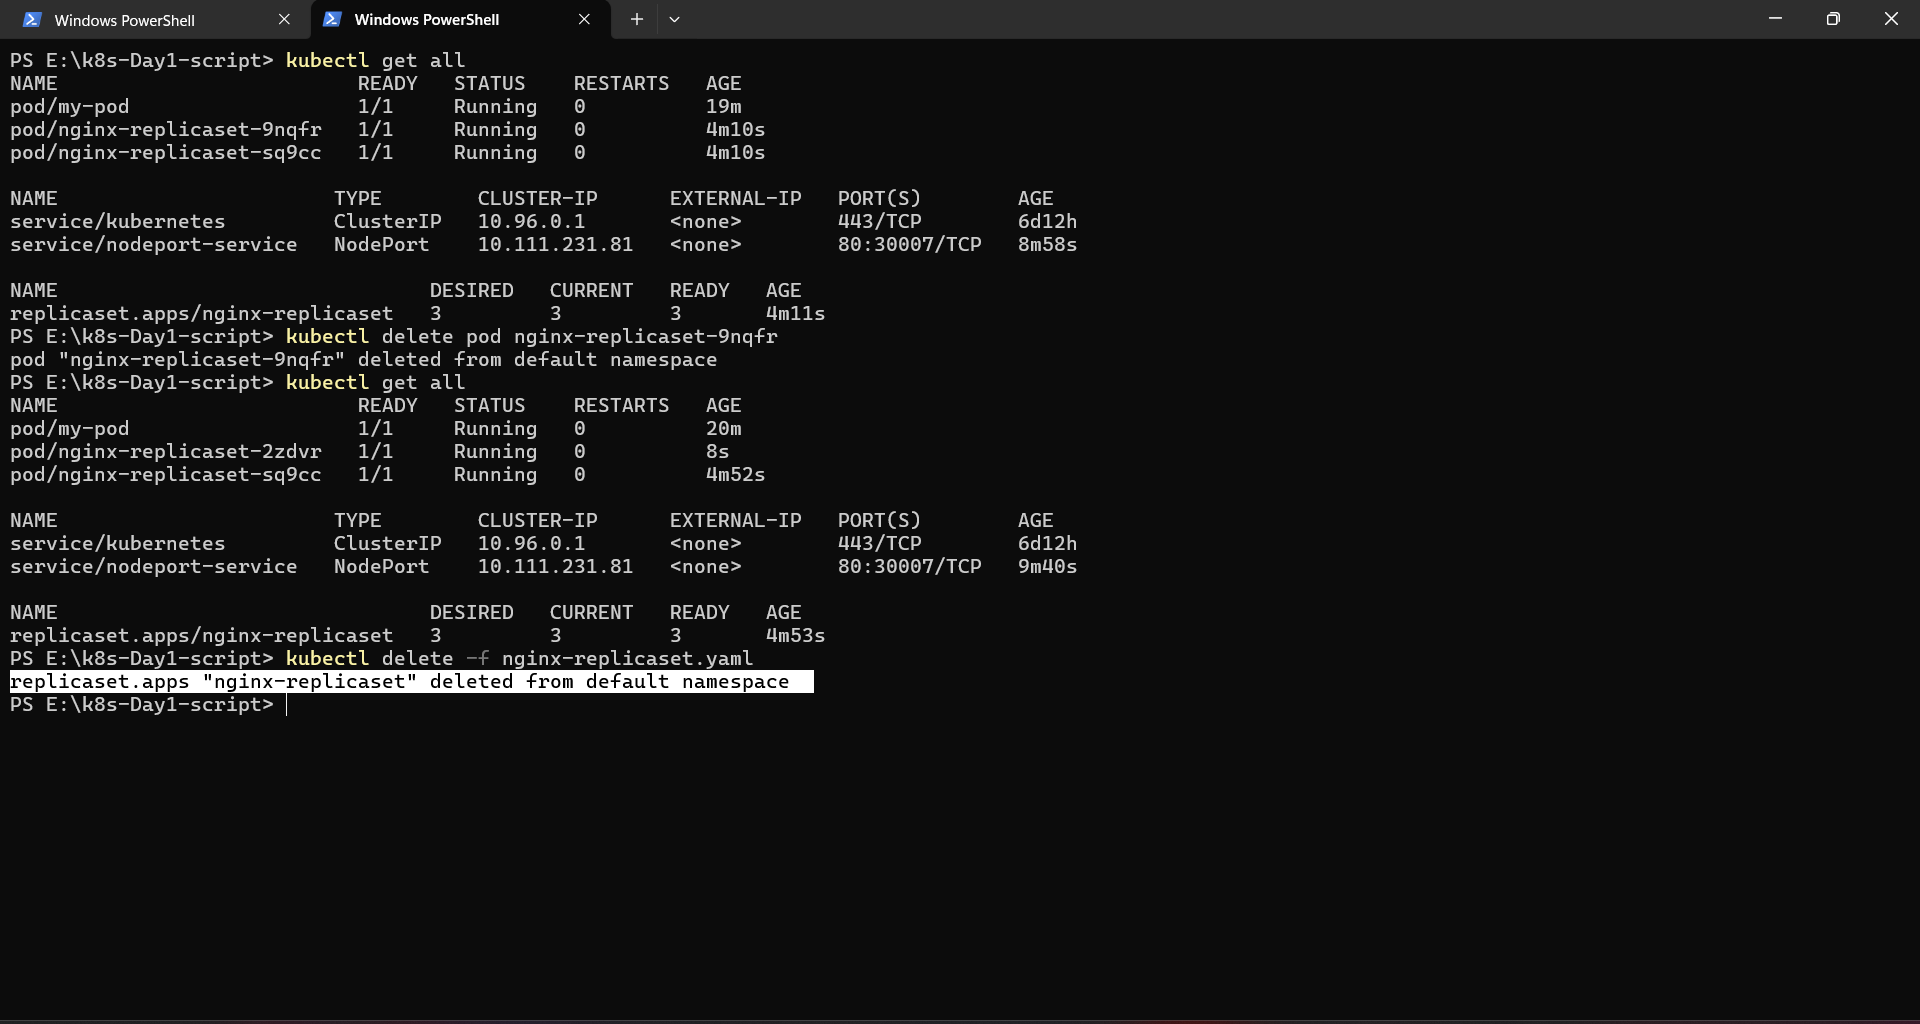 Windows PowerShell
Windows PowerShell
PS E:\k8s-Day1-script> kubectl get all
NAME                         READY   STATUS    RESTARTS   AGE
pod/my-pod                   1/1     Running   0          19m
pod/nginx-replicaset-9nqfr   1/1     Running   0          4m10s
pod/nginx-replicaset-sq9cc   1/1     Running   0          4m10s
NAME                       TYPE        CLUSTER-IP      EXTERNAL-IP   PORT(S)        AGE
service/kubernetes         ClusterIP   10.96.0.1       <none>        443/TCP        6d12h
service/nodeport-service   NodePort    10.111.231.81   <none>        80:30007/TCP   8m58s
NAME                               DESIRED   CURRENT   READY   AGE
replicaset.apps/nginx-replicaset   3         3         3       4m11s
PS E:\k8s-Day1-script> kubectl delete pod nginx-replicaset-9nqfr
pod "nginx-replicaset-9nqfr" deleted from default namespace
PS E:\k8s-Day1-script> kubectl get all
NAME                         READY   STATUS    RESTARTS   AGE
pod/my-pod                   1/1     Running   0          20m
pod/nginx-replicaset-2zdvr   1/1     Running   0          8s
pod/nginx-replicaset-sq9cc   1/1     Running   0          4m52s
NAME                       TYPE        CLUSTER-IP      EXTERNAL-IP   PORT(S)        AGE
service/kubernetes         ClusterIP   10.96.0.1       <none>        443/TCP        6d12h
service/nodeport-service   NodePort    10.111.231.81   <none>        80:30007/TCP   9m40s
NAME                               DESIRED   CURRENT   READY   AGE
replicaset.apps/nginx-replicaset   3         3         3       4m53s
PS E:\k8s-Day1-script> kubectl delete -f nginx-replicaset.yaml
replicaset.apps "nginx-replicaset" deleted from default namespace
PS E:\k8s-Day1-script>